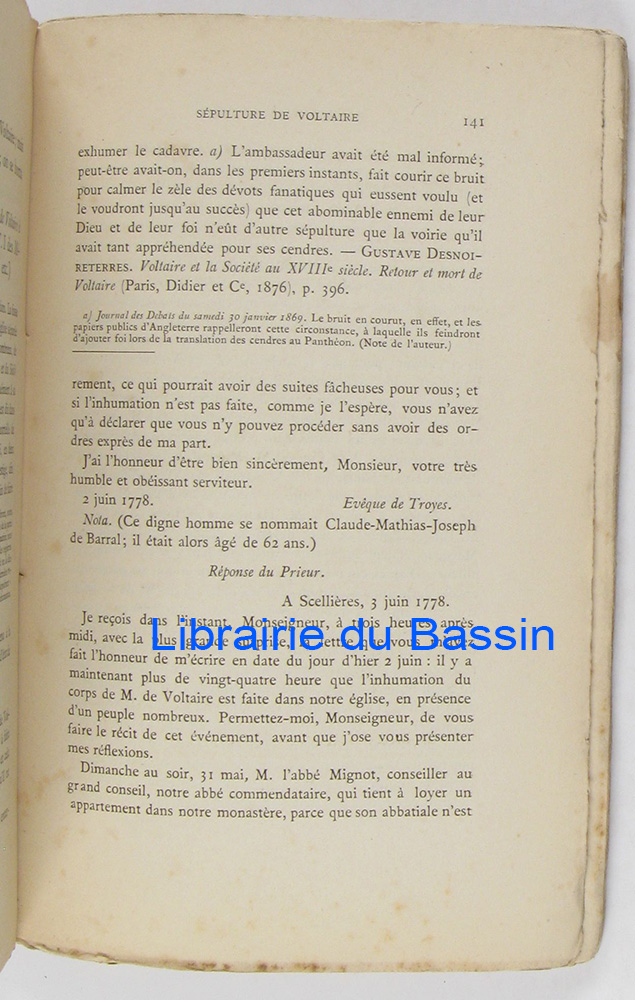 SÉPULTURE DE VOLTAIRE
141
exhumer le cadavre. a) L'ambassadeur avait été mal informé;
peut-être avait-on, dans les premiers instants, fait courir ce bruit
pour calmer le zèle des dévots fanatiques qui eussent voulu (et
le voudront jusqu'au succès) que cet abominable ennemi de leur
Dieu et de leur foi n'eût d'autre sépulture que la voirie qu'il
avait tant appréhendée pour ses cendres. — GUSTAVE DESNOI-
RETERRES. Voltaire et la Société au XVIIIe siècle. Retour et mort de
Voltaire (Paris, Didier et Ce, 1876), p. 396.
a) Journal des Débats du samedi 30 janvier 1869. Le bruit en courut, en effet, et les
papiers publics d'Angleterre rappelleront cette circonstance, à laquelle ils feindront
d'ajouter foi lors de la translation des cendres au Panthéon. (Note de l'auteur.)
rement, ce qui pourrait avoir des suites fâcheuses pour vous; et
si l'inhumation n'est pas faite, comme je l'espère, vous n'avez
qu'à déclarer que vous n'y pouvez procéder sans avoir des or-
dres exprès de ma part.
J'ai l'honneur d'être bien sincèrement, Monsieur, votre très
humble et obéissant serviteur.
2 juin 1778. Evêque de Troyes.
Nota. (Ce digne homme se nommait Claude-Mathias-Joseph
de Barral; il était alors âgé de 62 ans.)
Réponse du Prieur.
A Scellières, 3 juin 1778.
Je reçois dans l'instant, Monseigneur, à trois heures après
midi, avec la plus grande surprise, la lettre que vous m'avez
Librairie du Bassin
fait l'honneur de m'écrire en date du jour d'hier 2 juin : il y a
maintenant plus de vingt-quatre heure que l'inhumation du
corps de M. de Voltaire est faite dans notre église, en présence
d'un peuple nombreux. Permettez-moi, Monseigneur, de vous
faire le récit de cet événement, avant que j'ose vous présenter
mes réflexions.
Dimanche au soir, 31 mai, M. l'abbé Mignot, conseiller au
grand conseil, notre abbé commendataire, qui tient à loyer un
appartement dans notre monastère, parce que son abbatiale n'est